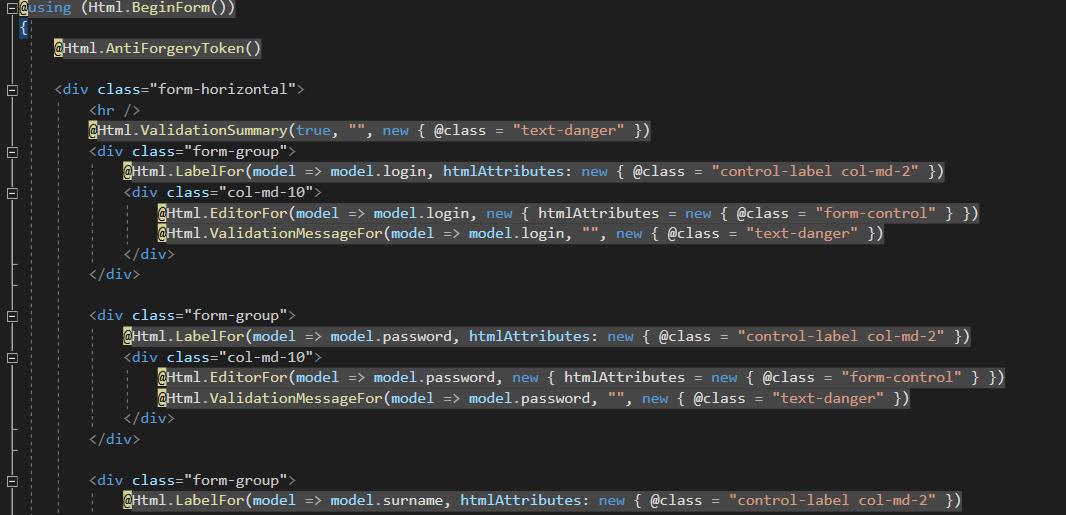 @using (Html.BeginForm())
{
@Html.AntiForgeryToken()
<div class="form-horizontal">
<hr />
@Html.ValidationSummary(true, "", new { @class = "text-danger" })
<div class="form-group">
@Html.LabelFor(model => model.login, htmlAttributes: new { @class = "control-label col-md-2" })
<div class="col-md-10">
@Html.EditorFor(model => model.login, new { htmlAttributes = new { @class = "form-control" } })
@Html.ValidationMessageFor(model => model.login, "", new { @class = "text-danger" })
</div>
</div>
<div class="form-group">
@Html.LabelFor(model => model.password, htmlAttributes: new { @class = "control-label col-md-2" })
<div class="col-md-10">
@Html.EditorFor(model => model.password, new { htmlAttributes = new { @class = "form-control" } })
@Html.ValidationMessageFor(model => model.password, "", new { @class = "text-danger" })
</div>
</div>
<div class="form-group">
@Html.LabelFor(model => model.surname, htmlAttributes: new { @class = "control-label col-md-2" })